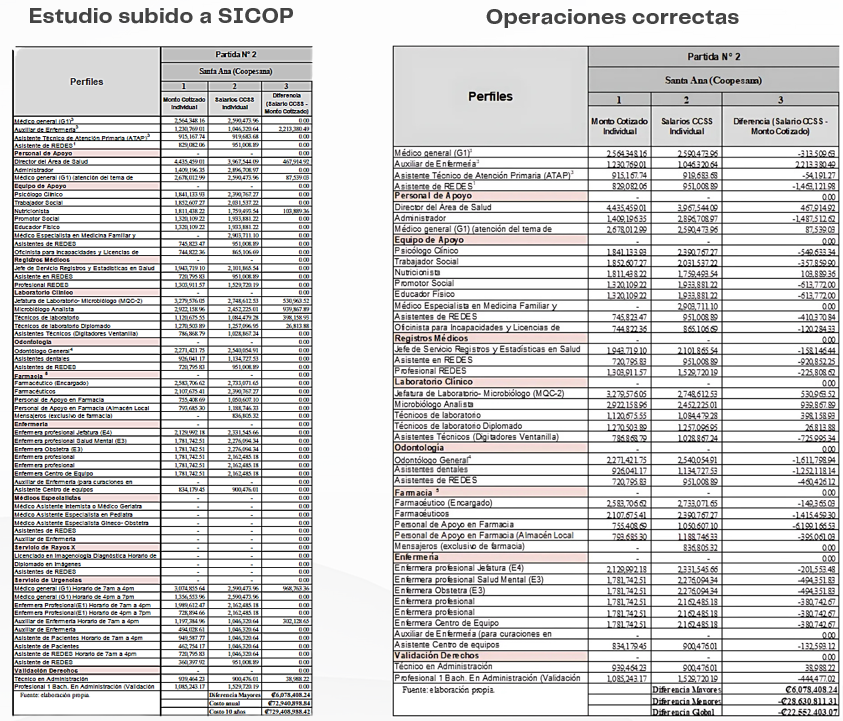 Estudio subido a SICOP
Partida Nº 2
Perfiles
Santa Ana (Coopesana)
1 2 3
Monto Cotizado Individual Salarios CCSS Individual Diferencia (Salario CCSS - Monto Cotizado)
Médico general (G1) 2,564,348.16 2,590,473.96 0.00
Auxiliar de Enfermería 1,230,769.01 1,046,320.64 2,213,380.49
Asistente Técnico de Atención Primaria (ATAP) 915,167.74 919,683.68 0.00
Asistente de REDES 829,082.06 951,008.89 0.00
Personal de Apoyo - - 0.00
Director del Area de Salud 4,435,459.01 3,967,544.09 467,914.92
Administrador 1,409,196.35 2,896,708.97 0.00
Médico general (G1) (atención del tema de 2,678,012.99 2,590,473.96 87,539.03
Equipo de Apoyo - - 0.00
Psicólogo Clínico 1,841,133.93 2,390,767.27 0.00
Trabajador Social 1,852,607.27 2,031,537.22 0.00
Nutricionista 1,811,438.22 1,759,493.54 103,889.36
Promotor Social 1,320,109.22 1,933,881.22 0.00
Educador Físico 1,320,109.22 1,933,881.22 0.00
Médico Especialista en Medicina Familiar y - 2,903,711.10 0.00
Asistentes de REDES 745,823.47 951,008.89 0.00
Oficinista para Incapacidades y Licencias de 744,822.36 865,106.69 0.00
Registros Médicos - - 0.00
Jefe de Servicio Registros y Estadísticas en Salud 1,943,719.10 2,101,865.54 0.00
Asistente en REDES 720,795.83 951,008.89 0.00
Profesional REDES 1,303,911.57 1,529,720.19 0.00
Laboratorio Clínico - - 0.00
Jefatura de Laboratorio- Microbiólogo (MQC-2) 3,279,576.05 2,748,612.53 530,963.52
Microbiólogo Analista 2,922,158.96 2,452,225.01 939,867.89
Técnicos de laboratorio 1,120,675.55 1,084,479.28 398,158.93
Técnicos de laboratorio Diplomado 1,270,503.89 1,257,096.95 26,813.88
Asistentes Técnicos (Digitadores Ventanilla) 786,868.79 1,028,867.24 0.00
Odontología - - 0.00
Odontólogo General 2,271,421.75 2,540,054.91 0.00
Asistentes dentales 926,041.17 1,134,727.53 0.00
Asistentes de REDES 720,795.83 951,008.89 0.00
Farmacia - - 0.00
Farmacéutico (Encargado) 2,583,706.62 2,733,071.65 0.00
Farmacéuticos 2,107,675.41 2,390,767.27 0.00
Personal de Apoyo en Farmacia 755,408.69 1,050,607.10 0.00
Personal de Apoyo en Farmacia (Almacén Local 793,685.30 1,188,746.33 0.00
Mensajeros (exclusivo de farmacia) - 836,805.32 0.00
Enfermería - - 0.00
Enfermera profesional Jefatura (E4) 2,129,992.18 2,331,545.66 0.00
Enfermera profesional Salud Mental (E3) 1,781,742.51 2,276,094.34 0.00
Enfermera Obstetra (E3) 1,781,742.51 2,276,094.34 0.00
Enfermera profesional 1,781,742.51 2,162,485.18 0.00
Enfermera profesional 1,781,742.51 2,162,485.18 0.00
Enfermera Centro de Equipo 1,781,742.51 2,162,485.18 0.00
Auxiliar de Enfermería (para curaciones en - - 0.00
Asistente Centro de equipos 834,179.45 900,476.01 0.00
Médicos Especialistas - - 0.00
Médico Asistente Internista o Médico Geriatra - - 0.00
Médico Asistente Especialista en Pediatra - - 0.00
Médico Asistente Especialista Gineco- Obstetra - - 0.00
Asistentes de REDES - - 0.00
Auxiliar de Enfermería - - 0.00
Servicio de Rayos X - - 0.00
Licenciado en Imagenología Diagnóstica Horario de - - 0.00
Diplomado en Imágenes - - 0.00
Asistentes de REDES - - 0.00
Servicio de Urgencias - - 0.00
Médico general (G1) Horario de 7am a 4pm 3,074,855.64 2,590,473.96 968,763.36
Médico general (G1) Horario de 4pm a 7pm 1,356,553.96 2,590,473.96 0.00
Enfermera Profesional(E1) Horario de 7am a 4pm 1,989,612.47 2,162,485.18 0.00
Enfermera Profesional(E1) Horario de 4pm a 7pm 728,894.66 2,162,485.18 0.00
Auxiliar de Enfermería Horario de 7am a 4pm 1,197,384.96 1,046,320.64 302,128.65
Auxiliar de Enfermería 494,028.61 1,046,320.64 0.00
Asistente de Pacientes Horario de 7am a 4pm 949,587.77 1,046,320.64 0.00
Asistente de Pacientes 462,754.17 1,046,320.64 0.00
Asistente de REDES Horario de 7am a 4pm 720,795.83 1,046,320.64 0.00
Asistente de REDES 360,397.92 951,008.89 0.00
Validación Derechos - - 0.00
Técnico en Administración 939,464.23 900,476.01 38,988.22
Profesional 1 Bach. En Administración (Validación 1,085,243.17 1,529,720.19 0.00
Fuente: elaboración propia. Diferencia Mayores ₡6,078,408.24
Costo anual ₡72,940,898.84
Costo 10 años ₡729,408,988.42
Operaciones correctas
Partida Nº 2
Perfiles
Santa Ana (Coopesana)
1 2 3
Monto Cotizado Individual Salarios CCSS Individual Diferencia (Salario CCSS - Monto Cotizado)
Médico general (G1) 2,564,348.16 2,590,473.96 -313,509.63
Auxiliar de Enfermería 1,230,769.01 1,046,320.64 2,213,380.49
Asistente Técnico de Atención Primaria (ATAP) 915,167.74 919,683.68 -54,191.27
Asistente de REDES 829,082.06 951,008.89 -1,463,121.98
Personal de Apoyo - - 0.00
Director del Area de Salud 4,435,459.01 3,967,544.09 467,914.92
Administrador 1,409,196.35 2,896,708.97 -1,487,512.62
Médico general (G1) (atención del tema de 2,678,012.99 2,590,473.96 87,539.03
Equipo de Apoyo - - 0.00
Psicólogo Clínico 1,841,133.93 2,390,767.27 -549,633.34
Trabajador Social 1,852,607.27 2,031,537.22 -357,859.90
Nutricionista 1,811,438.22 1,759,493.54 103,889.36
Promotor Social 1,320,109.22 1,933,881.22 -613,772.00
Educador Físico 1,320,109.22 1,933,881.22 -613,772.00
Médico Especialista en Medicina Familiar y - 2,903,711.10 0.00
Asistentes de REDES 745,823.47 951,008.89 -410,370.84
Oficinista para Incapacidades y Licencias de 744,822.36 865,106.69 -120,284.33
Registros Médicos - - 0.00
Jefe de Servicio Registros y Estadísticas en Salud 1,943,719.10 2,101,865.54 -158,146.44
Asistente en REDES 720,795.83 951,008.89 -920,852.25
Profesional REDES 1,303,911.57 1,529,720.19 -225,808.62
Laboratorio Clínico - - 0.00
Jefatura de Laboratorio- Microbiólogo (MQC-2) 3,279,576.05 2,748,612.53 530,963.52
Microbiólogo Analista 2,922,158.96 2,452,225.01 939,867.89
Técnicos de laboratorio 1,120,675.55 1,084,479.28 398,158.93
Técnicos de laboratorio Diplomado 1,270,503.89 1,257,096.95 26,813.88
Asistentes Técnicos (Digitadores Ventanilla) 786,868.79 1,028,867.24 -725,995.34
Odontología - - 0.00
Odontólogo General 2,271,421.75 2,540,054.91 -1,611,798.94
Asistentes dentales 926,041.17 1,134,727.53 -1,252,118.14
Asistentes de REDES 720,795.83 951,008.89 -460,426.12
Farmacia - - 0.00
Farmacéutico (Encargado) 2,583,706.62 2,733,071.65 -149,365.03
Farmacéuticos 2,107,675.41 2,390,767.27 -1,415,459.30
Personal de Apoyo en Farmacia 755,408.69 1,050,607.10 -6,199,166.53
Personal de Apoyo en Farmacia (Almacén Local 793,685.30 1,188,746.33 -395,061.03
Mensajeros (exclusivo de farmacia) - 836,805.32 0.00
Enfermería - - 0.00
Enfermera profesional Jefatura (E4) 2,129,992.18 2,331,545.66 -201,553.48
Enfermera profesional Salud Mental (E3) 1,781,742.51 2,276,094.34 -494,351.83
Enfermera Obstetra (E3) 1,781,742.51 2,276,094.34 -494,351.83
Enfermera profesional 1,781,742.51 2,162,485.18 -380,742.67
Enfermera profesional 1,781,742.51 2,162,485.18 -380,742.67
Enfermera Centro de Equipo 1,781,742.51 2,162,485.18 -380,742.67
Auxiliar de Enfermería (para curaciones en - - 0.00
Asistente Centro de equipos 834,179.45 900,476.01 -132,593.12
Validación Derechos - - 0.00
Técnico en Administración 939,464.23 900,476.01 38,988.22
Profesional 1 Bach. En Administración (Validación 1,085,243.17 1,529,720.19 -444,477.02
Fuente: elaboración propia. Diferencia Mayores ₡6,078,408.24
Diferencia Menores -₡28,630,811.31
Diferencia Global -₡22,552,403.07